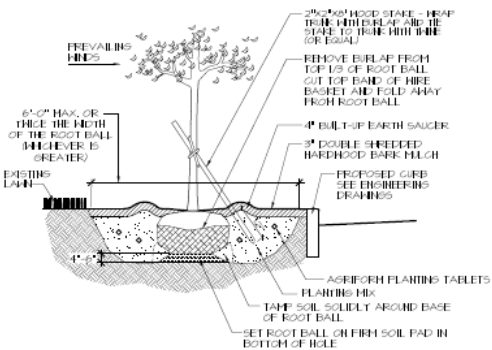 2"X2"X8' WOOD STAKE - WRAP
TRUNK WITH BURLAP AND TIE
STAKE TO TRUNK WITH TWINE
(OR EQUAL)
PREVAILING
WINDS
REMOVE BURLAP FROM
TOP 1/3 OF ROOT BALL
CUT TOP BAND OF WIRE
BASKET AND FOLD AWAY
FROM ROOT BALL
6'-0" MAX. OR
TWICE THE WIDTH
OF THE ROOT BALL
(WHICHEVER IS
GREATER)
4" BUILT-UP EARTH SAUCER
3" DOUBLE SHREDDED
HARDWOOD BARK MULCH
EXISTING
LAWN
PROPOSED CURB
SEE ENGINEERING
DRAWINGS
4"-6"
AGRIFORM PLANTING TABLETS
PLANTING MIX
TAMP SOIL SOLIDLY AROUND BASE
OF ROOT BALL
SET ROOT BALL ON FIRM SOIL PAD IN
BOTTOM OF HOLE